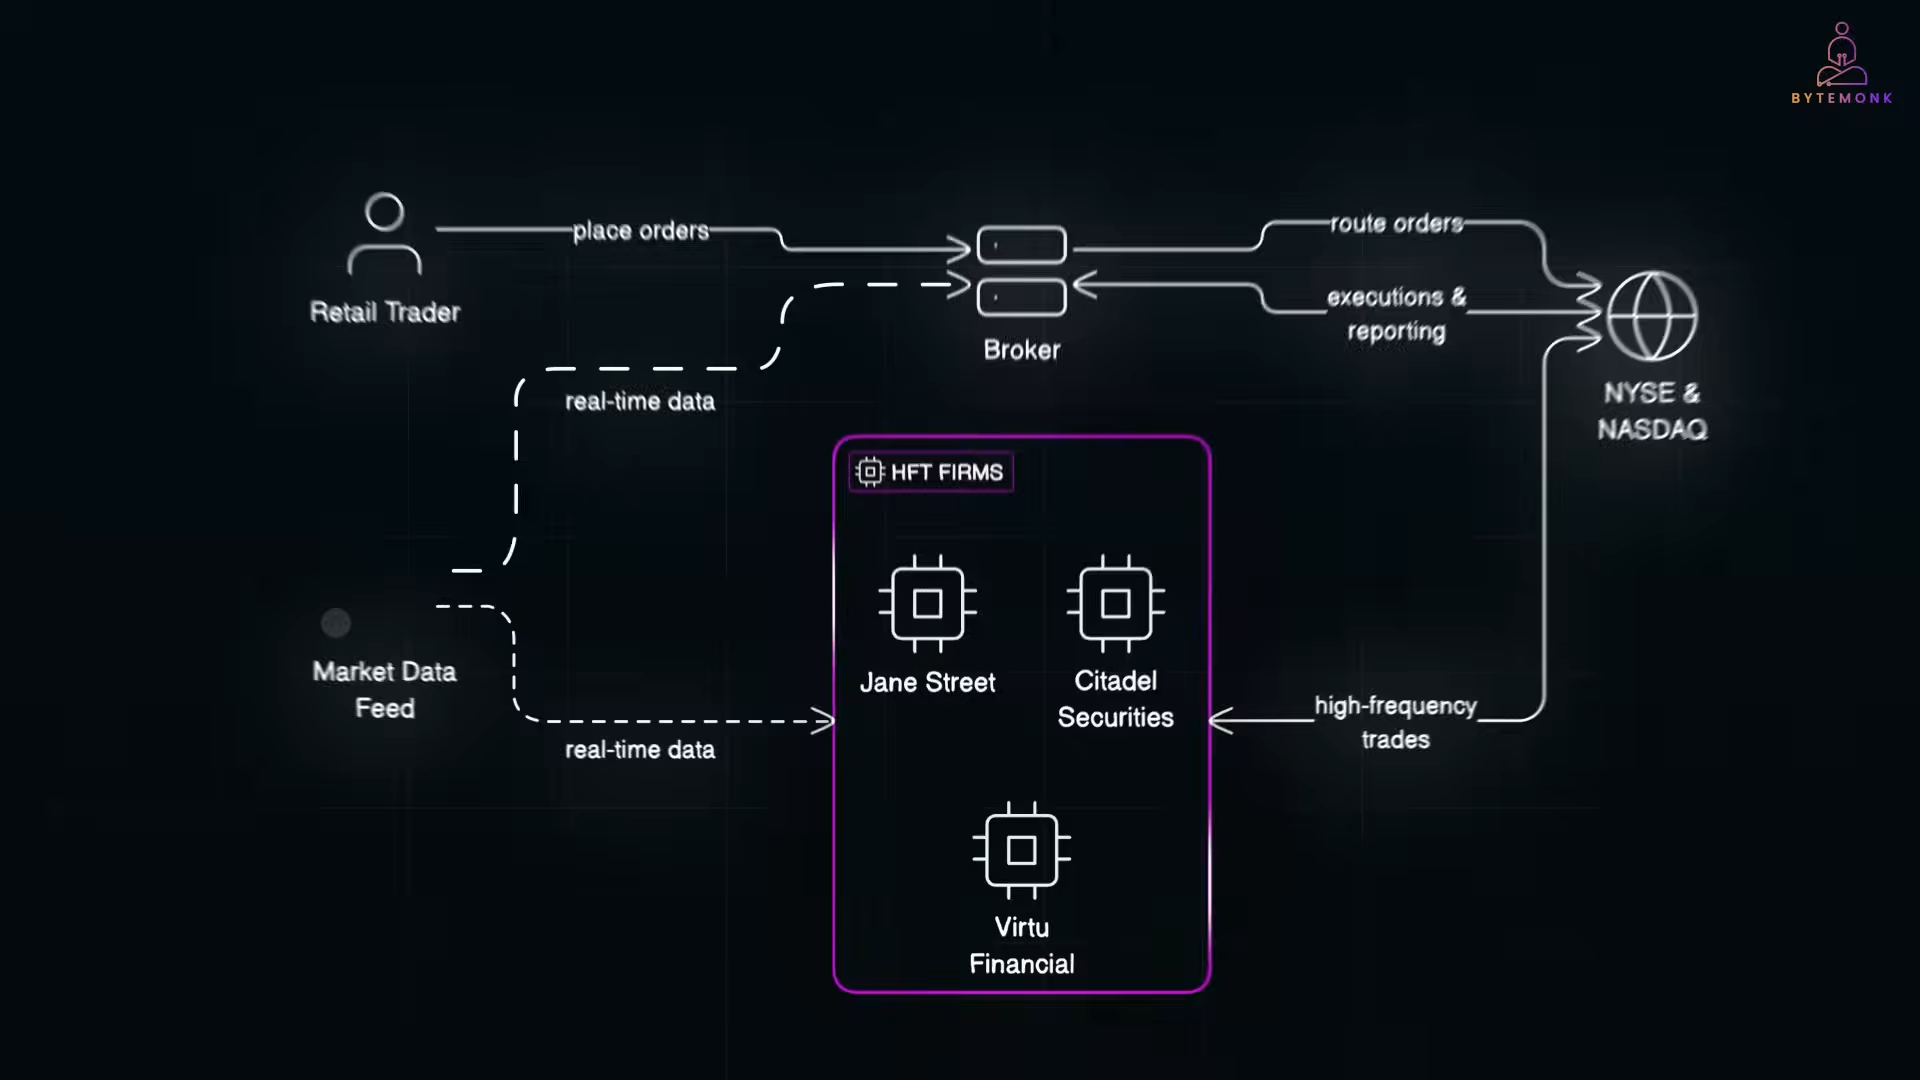 BYTEMONK
place orders
route orders
Retail Trader
Broker
executions &
reporting
NYSE &
NASDAQ
real-time data
HFT FIRMS
Jane Street
Citadel
Securities
Market Data
Feed
real-time data
high-frequency
trades
Virtu
Financial